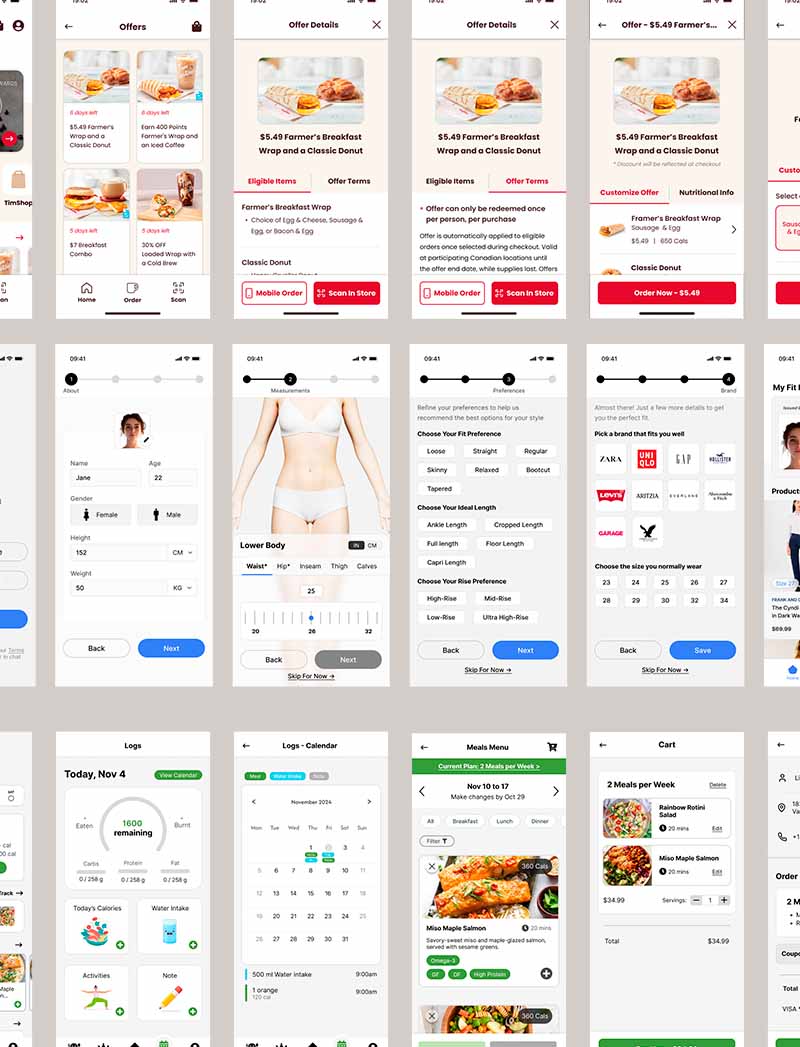 Offers
6 days left
$5.49 Farmer's
Wrap and a
Classic Donut
6 days left
Earn 400 Points
Farmer's Wrap and
an Iced Coffee
6 days left
$7 Breakfast
Combo
6 days left
30% OFF
Loaded Wrap with
a Cold Brew
Home
Order
Scan
TimShop
Offer Details
$5.49 Farmer's Breakfast
Wrap and a Classic Donut
Eligible Items
Offer Terms
Farmer's Breakfast Wrap
• Choice of Egg & Cheese, Sausage &
Egg, or Bacon & Egg
Classic Donut
Mobile Order
Scan In Store
Offer Details
$5.49 Farmer's Breakfast
Wrap and a Classic Donut
Eligible Items
Offer Terms
• Offer can only be redeemed once
per person, per purchase
Offer is automatically applied to eligible
orders once selected during checkout. Valid
at participating Canadian locations until
the offer end date, while supplies last. Offers
Mobile Order
Scan In Store
Offer - $5.49 Farmer's...
$5.49 Farmer's Breakfast
Wrap and a Classic Donut
* Discount will be reflected at checkout
Customize Offer
Nutritional Info
Framer's Breakfast Wrap
Sausage & Egg
$5.49 | 650 Cals
Classic Donut
Order Now - $5.49
09:41
1
About
Name
Age
Jane
22
Gender
Female
Male
Height
152
CM
Weight
50
KG
Back
Next
09:41
2
Measurements
Lower Body
IN
CM
Waist*
Hip*
Inseam
Thigh
Calves
25
20
26
32
Back
Next
Skip For Now →
09:41
3
Preferences
Refine your preferences to help us
recommend the best options for your style
Choose Your Fit Preference
Loose
Straight
Regular
Skinny
Relaxed
Bootcut
Tapered
Choose Your Ideal Length
Ankle Length
Cropped Length
Full length
Floor Length
Capri Length
Choose Your Rise Preference
High-Rise
Mid-Rise
Low-Rise
Ultra High-Rise
Back
Next
Skip For Now →
09:41
4
Brand
Almost there! Just a few more details to get
you the perfect fit.
Pick a brand that fits you well
ZARA
UNIQLO
GAP
HOLLISTER
Levi's
ARITZIA
EVERLANE
Abercrombie & Fitch
GARAGE
Choose the size you normally wear
23 24 25 26 27
28 29 30 32 34
Back
Save
Skip For Now →
09:41
My Fit
Products
Size 27
FRANK AND
The Cyndi
in Dark Wa
$69.99
Home
Logs
Today, Nov 4
View Calendar
1600
remaining
Eaten
Burnt
Carbs
Protein
Fat
0 / 258 g
0 / 258 g
0 / 258 g
Today's Calories
Water Intake
Activities
Note
Logs - Calendar
Meal
Water Intake
Note
November 2024
Mon Tue Wed Thu Fri Sat Sun
1 3 4
5 6 7 8 9 10 11
12 13 14 15 16 17 18
19 20 21 22 23 24 25
26 27 28 29 30 31
500 ml Water intake
9:00am
1 orange
120 cal
9:00am
Meals Menu
Current Plan: 2 Meals per Week >
Nov 10 to 17
Make changes by Oct 29
All
Breakfast
Lunch
Dinner
Filter
360 Cals
Miso Maple Salmon
20 mins
Savory-sweet miso and maple-glazed salmon,
served with sesame greens.
Omega-3
GF
DF
High Protein
360 Cals
Cart
2 Meals per Week
Delete
Rainbow Rotini
Salad
20 mins
Edit
Miso Maple Salmon
20 mins
Edit
$34.99
Servings:
1
Total
$34.99
Order
Total
VISA